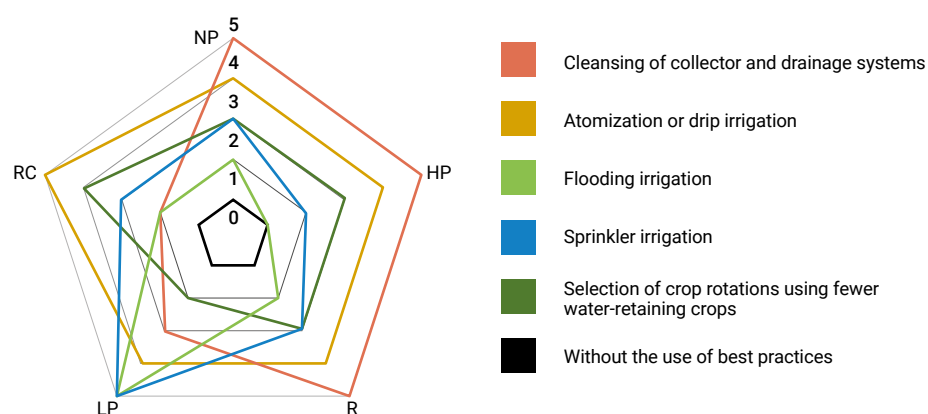 5
NP
4
3
2
1
0
RC
HP
LP
R
Cleansing of collector and drainage systems
Atomization or drip irrigation
Flooding irrigation
Sprinkler irrigation
Selection of crop rotations using fewer
water-retaining crops
Without the use of best practices